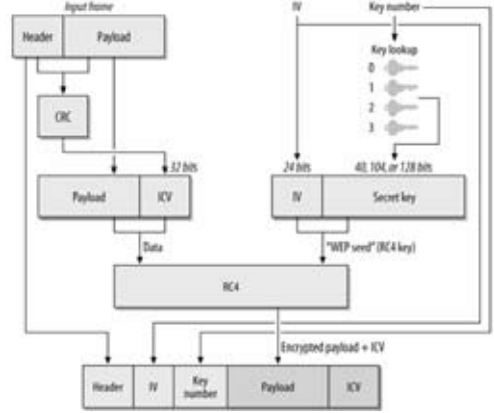 Input frame
IV
Key number
Header
Payload
Key lookup
0
1
2
3
CRC
32 bits
24 bits
40, 104, or 128 bits
Payload
ICV
IV
Secret key
Data
"WEP seed" (RC4 key)
RC4
Encrypted payload + ICV
Header
IV
Key number
Payload
ICV